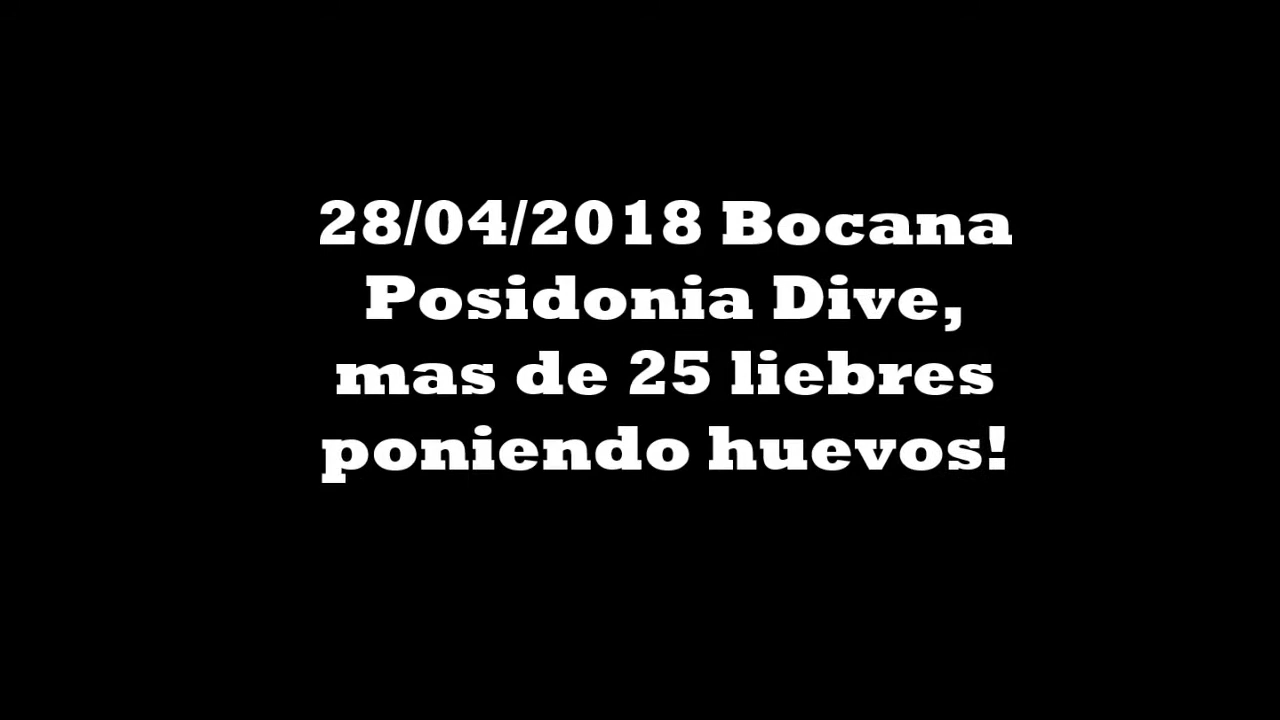 28/04/2018 Bocana
Posidonia Dive,
mas de 25 liebres
poniendo huevos!